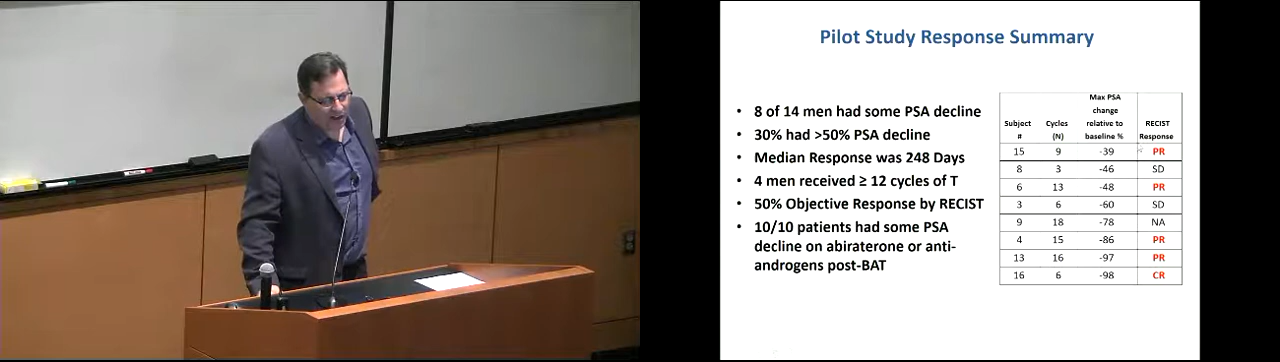 Pilot Study Response Summary
• 8 of 14 men had some PSA decline
• 30% had >50% PSA decline
• Median Response was 248 Days
• 4 men received ≥ 12 cycles of T
• 50% Objective Response by RECIST
• 10/10 patients had some PSA
decline on abiraterone or anti-
androgens post-BAT
Subject # Cycles (N) Max PSA change relative to baseline % RECIST Response
15 9 -39 PR
8 3 -46 SD
6 13 -48 PR
3 6 -60 SD
9 18 -78 NA
4 15 -86 PR
13 16 -97 PR
16 6 -98 CR